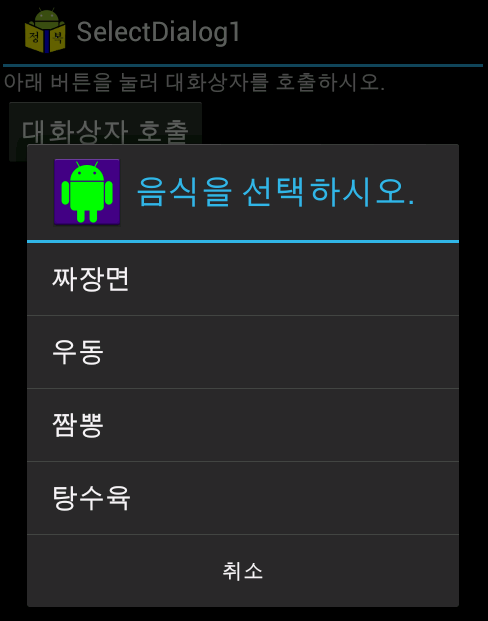 정 복
SelectDialog1
아래 버튼을 눌러 대화상자를 호출하시오.
대화상자 호출
음식을 선택하시오.
짜장면
우동
짬뽕
탕수육
취소